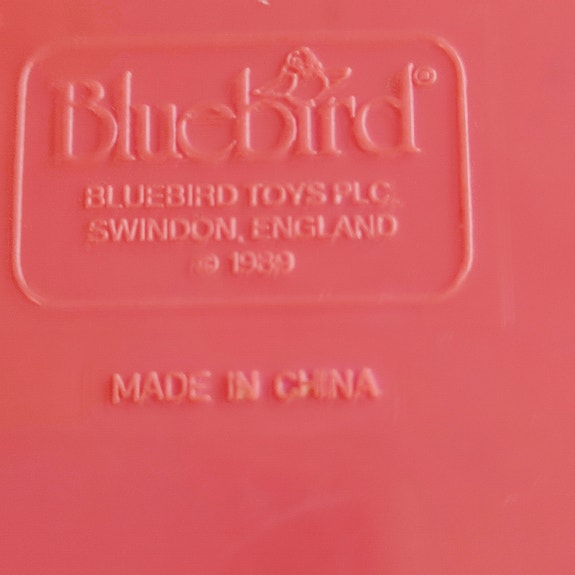 Bluebird®
BLUEBIRD TOYS PLC.
SWINDON, ENGLAND
© 1989
MADE IN CHINA